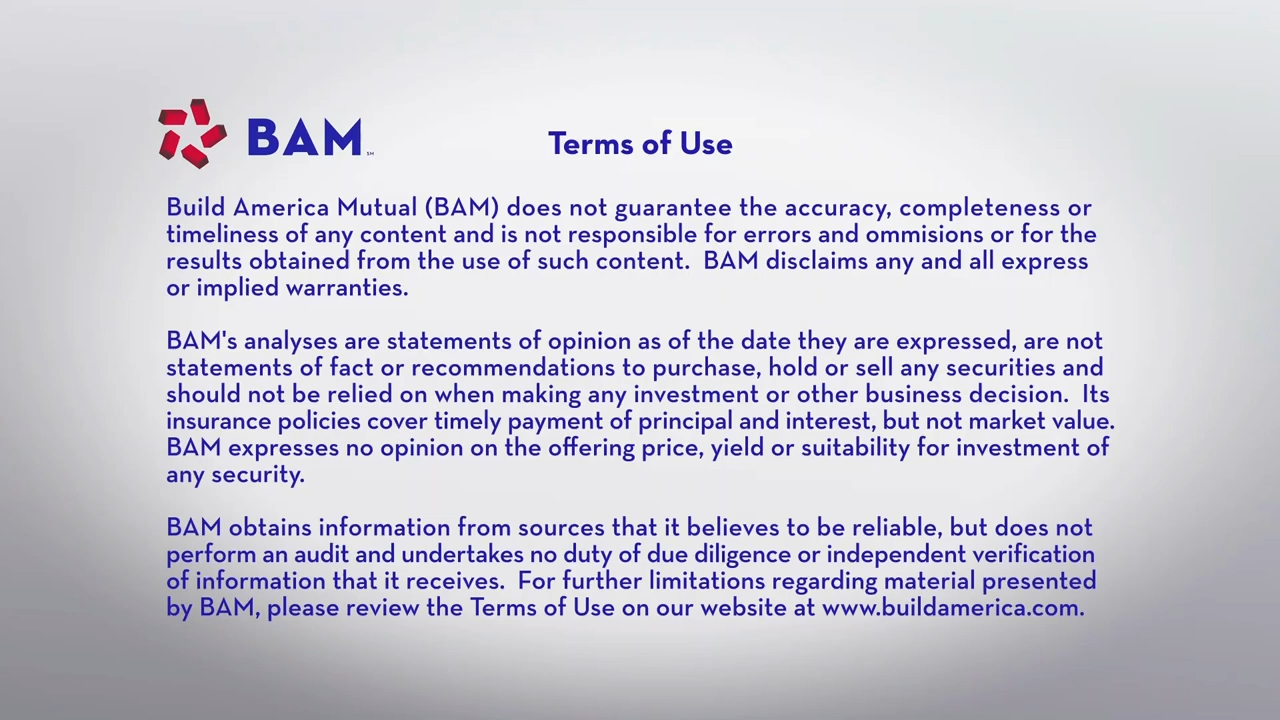 BAM
SM
Terms of Use
Build America Mutual (BAM) does not guarantee the accuracy, completeness or
timeliness of any content and is not responsible for errors and ommisions or for the
results obtained from the use of such content.  BAM disclaims any and all express
or implied warranties.
BAM's analyses are statements of opinion as of the date they are expressed, are not
statements of fact or recommendations to purchase, hold or sell any securities and
should not be relied on when making any investment or other business decision.  Its
insurance policies cover timely payment of principal and interest, but not market value.
BAM expresses no opinion on the offering price, yield or suitability for investment of
any security.
BAM obtains information from sources that it believes to be reliable, but does not
perform an audit and undertakes no duty of due diligence or independent verification
of information that it receives.  For further limitations regarding material presented
by BAM, please review the Terms of Use on our website at www.buildamerica.com.